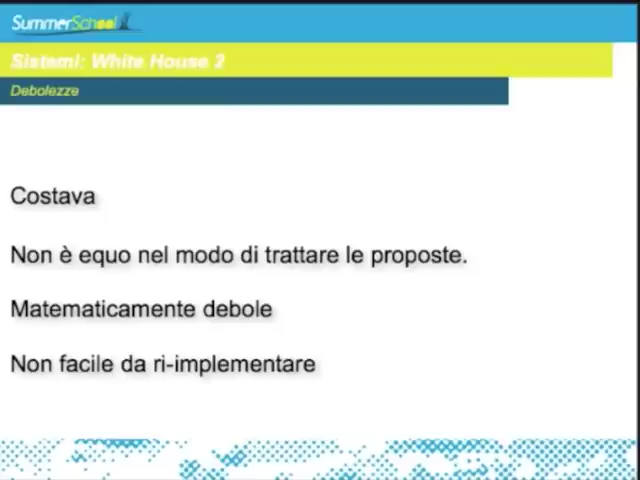 SummerSchool
Sistemi: White House 2
Debolezze
Costava
Non è equo nel modo di trattare le proposte.
Matematicamente debole
Non facile da ri-implementare